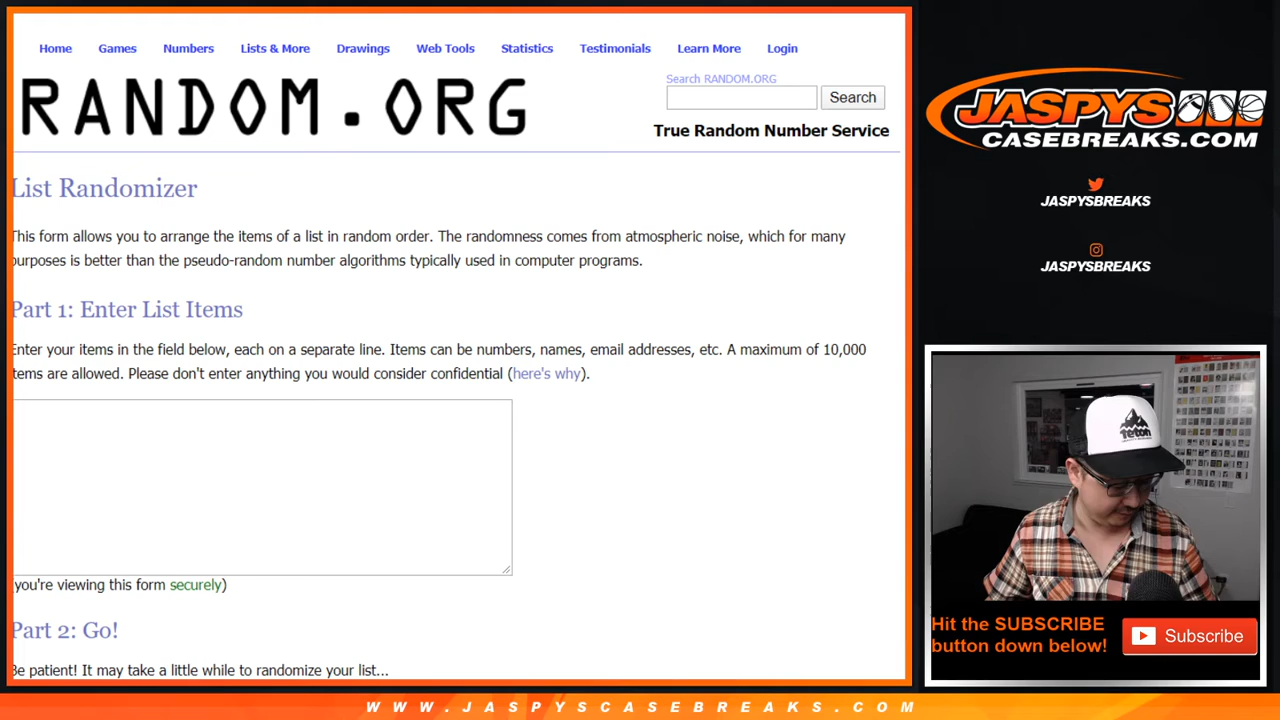 Home Games Numbers Lists & More Drawings Web Tools Statistics Testimonials Learn More Login
RANDOM.ORG
Search RANDOM.ORG
Search
True Random Number Service
List Randomizer
This form allows you to arrange the items of a list in random order. The randomness comes from atmospheric noise, which for many
purposes is better than the pseudo-random number algorithms typically used in computer programs.
Part 1: Enter List Items
Enter your items in the field below, each on a separate line. Items can be numbers, names, email addresses, etc. A maximum of 10,000
items are allowed. Please don't enter anything you would consider confidential (here's why).
you're viewing this form securely)
Part 2: Go!
Be patient! It may take a little while to randomize your list...
JASPYS
CASEBREAKS.COM
JASPYSBREAKS
JASPYSBREAKS
Teton
Hit the SUBSCRIBE
button down below!
Subscribe
WWW.JASPYSCASEBREAKS.COM